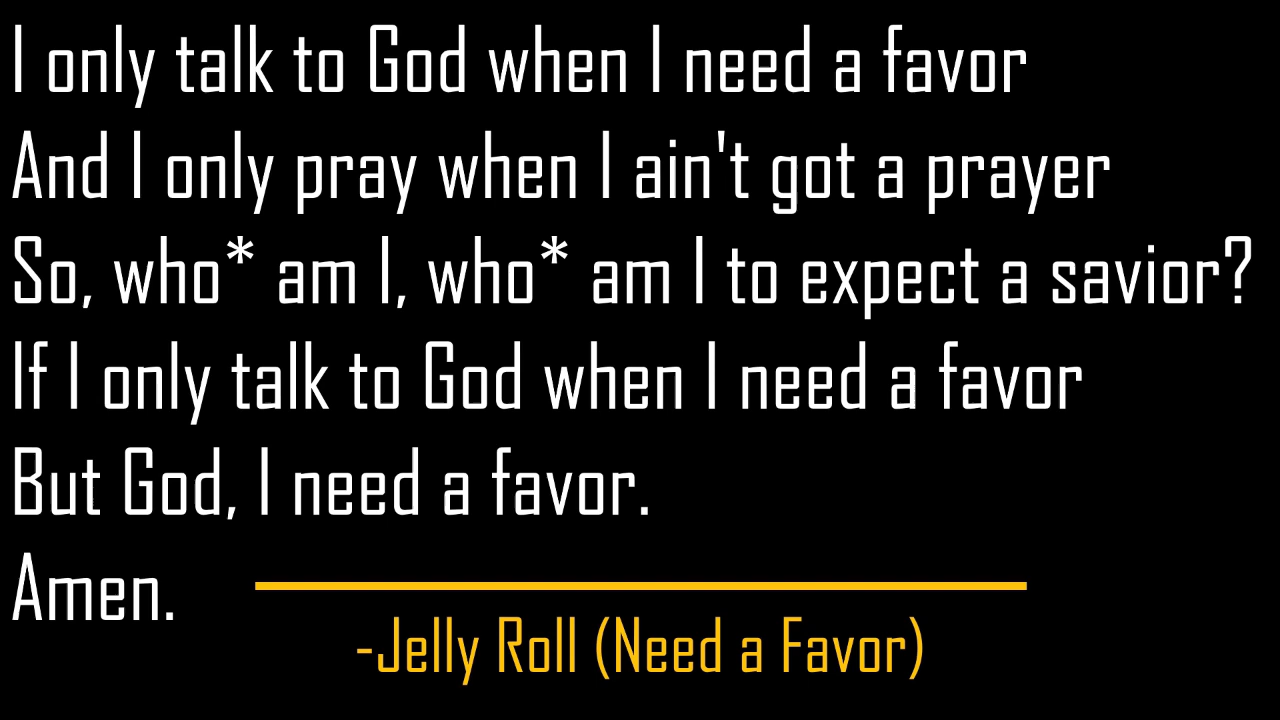 I only talk to God when I need a favor
And I only pray when I ain't got a prayer
So, who* am I, who* am I to expect a savior?
If I only talk to God when I need a favor
But God, I need a favor.
Amen.
-Jelly Roll (Need a Favor)